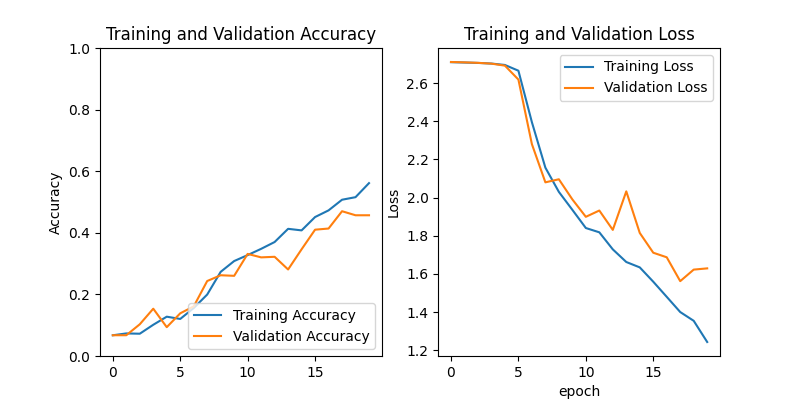 Training and Validation Accuracy
1.0
0.8
0.6
0.4
0.2
0.0
Accuracy
0 5 10 15
Training Accuracy
Validation Accuracy
Training and Validation Loss
2.6
2.4
2.2
2.0
1.8
1.6
1.4
1.2
Loss
0 5 10 15
epoch
Training Loss
Validation Loss